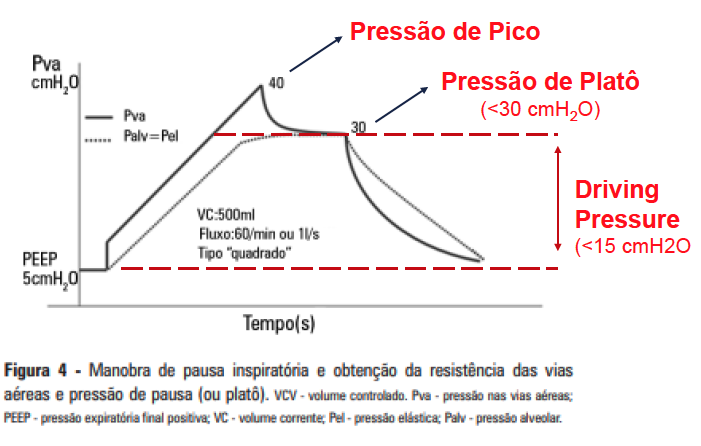 Pressão de Pico
Pva
cmH₂O
40
Pressão de Platô
(<30 cmH₂O)
Pva
Palv=Pel
30
Driving
Pressure
(<15 cmH2O
VC:500ml
Fluxo:60/min ou 1l/s
Tipo "quadrado"
PEEP
5cmH₂O
Tempo(s)
Figura 4 - Manobra de pausa inspiratória e obtenção da resistência das vias
aéreas e pressão de pausa (ou platô). VCV - volume controlado. Pva - pressão nas vias aéreas;
PEEP - pressão expiratória final positiva; VC - volume corrente; Pel - pressão elástica; Palv - pressão alveolar.